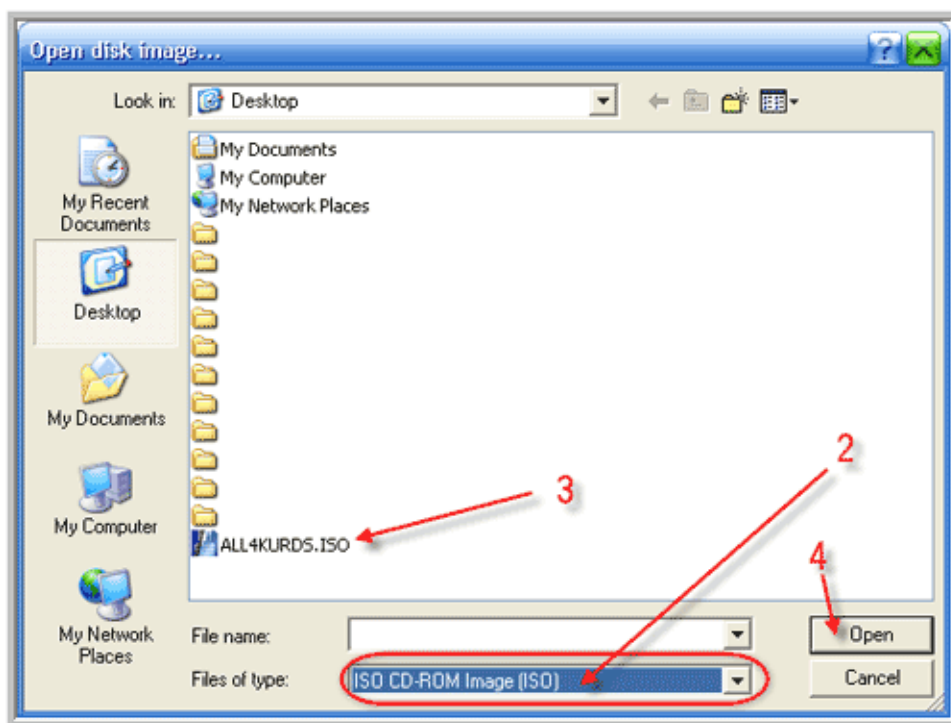 Open disk image...
Look in: Desktop
My Documents
My Computer
My Network Places
My Recent
Documents
Desktop
My Documents
My Computer
My Network
Places
2
3
ALL4KURDS.ISO
4
File name: Open
Files of type: ISO CD-ROM Image (ISO) Cancel